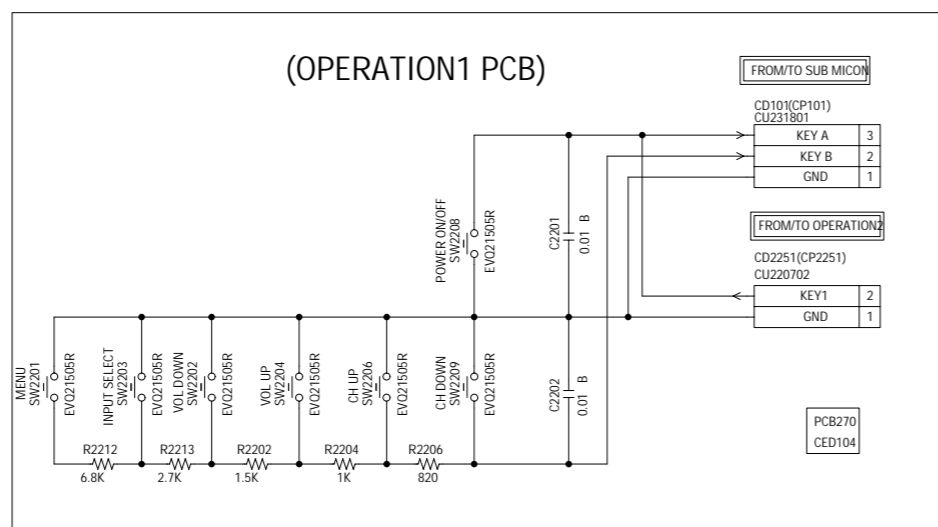 (OPERATION1 PCB)
FROM/TO SUB MICON
CD101(CP101)
CU231801
KEY A 3
KEY B 2
GND 1
FROM/TO OPERATION2
CD2251(CP2251)
CU220702
KEY1 2
GND 1
POWER ON/OFF
SW2208
EVQ21505R
C2201
0.01 B
MENU
SW2201
EVQ21505R
INPUT SELECT
SW2203
EVQ21505R
VOL DOWN
SW2202
EVQ21505R
VOL UP
SW2204
EVQ21505R
CH UP
SW2206
EVQ21505R
CH DOWN
SW2209
EVQ21505R
C2202
0.01 B
R2212
6.8K
R2213
2.7K
R2202
1.5K
R2204
1K
R2206
820
PCB270
CED104